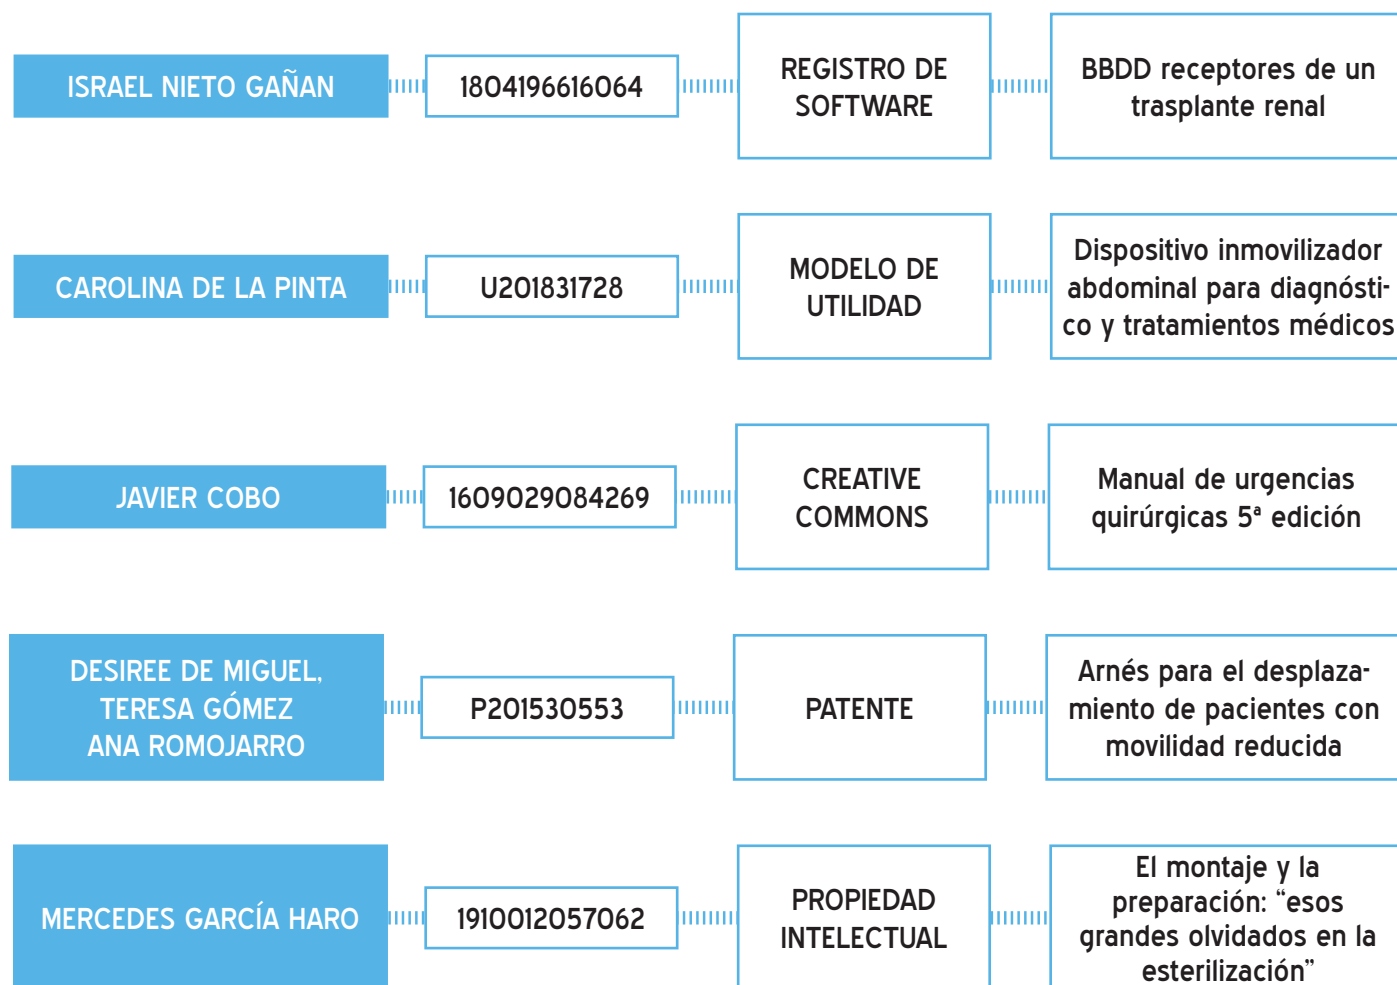 ISRAEL NIETO GAÑAN
1804196616064
REGISTRO DE
SOFTWARE
BBDD receptores de un
trasplante renal
CAROLINA DE LA PINTA
U201831728
MODELO DE
UTILIDAD
Dispositivo inmovilizador
abdominal para diagnósti-
co y tratamientos médicos
JAVIER COBO
1609029084269
CREATIVE
COMMONS
Manual de urgencias
quirúrgicas 5ª edición
DESIREE DE MIGUEL,
TERESA GÓMEZ
ANA ROMOJARRO
P201530553
PATENTE
Arnés para el desplaza-
miento de pacientes con
movilidad reducida
MERCEDES GARCÍA HARO
1910012057062
PROPIEDAD
INTELECTUAL
El montaje y la
preparación: “esos
grandes olvidados en la
esterilización”